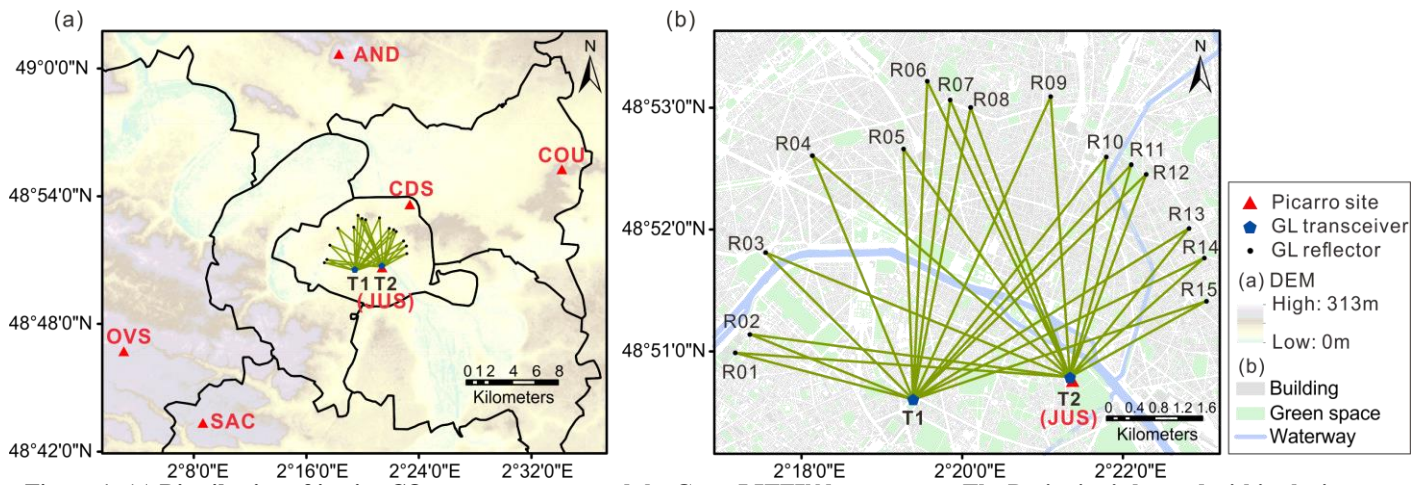 (a)
N
AND
COU
CDS
T1 T2
(JUS)
OVS
SAC
0 1 2 4 6 8
Kilometers
49°0'0"N
48°54'0"N
48°48'0"N
48°42'0"N
2°8'0"E
2°16'0"E
2°24'0"E
2°32'0"E
(b)
N
R06
R07
R08
R09
R04
R05
R10
R11
R12
R03
R13
R14
R15
R02
R01
T1
T2
(JUS)
0 0.4 0.8 1.2 1.6
Kilometers
48°53'0"N
48°52'0"N
48°51'0"N
2°18'0"E
2°20'0"E
2°22'0"E
Picarro site
GL transceiver
GL reflector
(a) DEM
High: 313m
Low: 0m
(b)
Building
Green space
Waterway